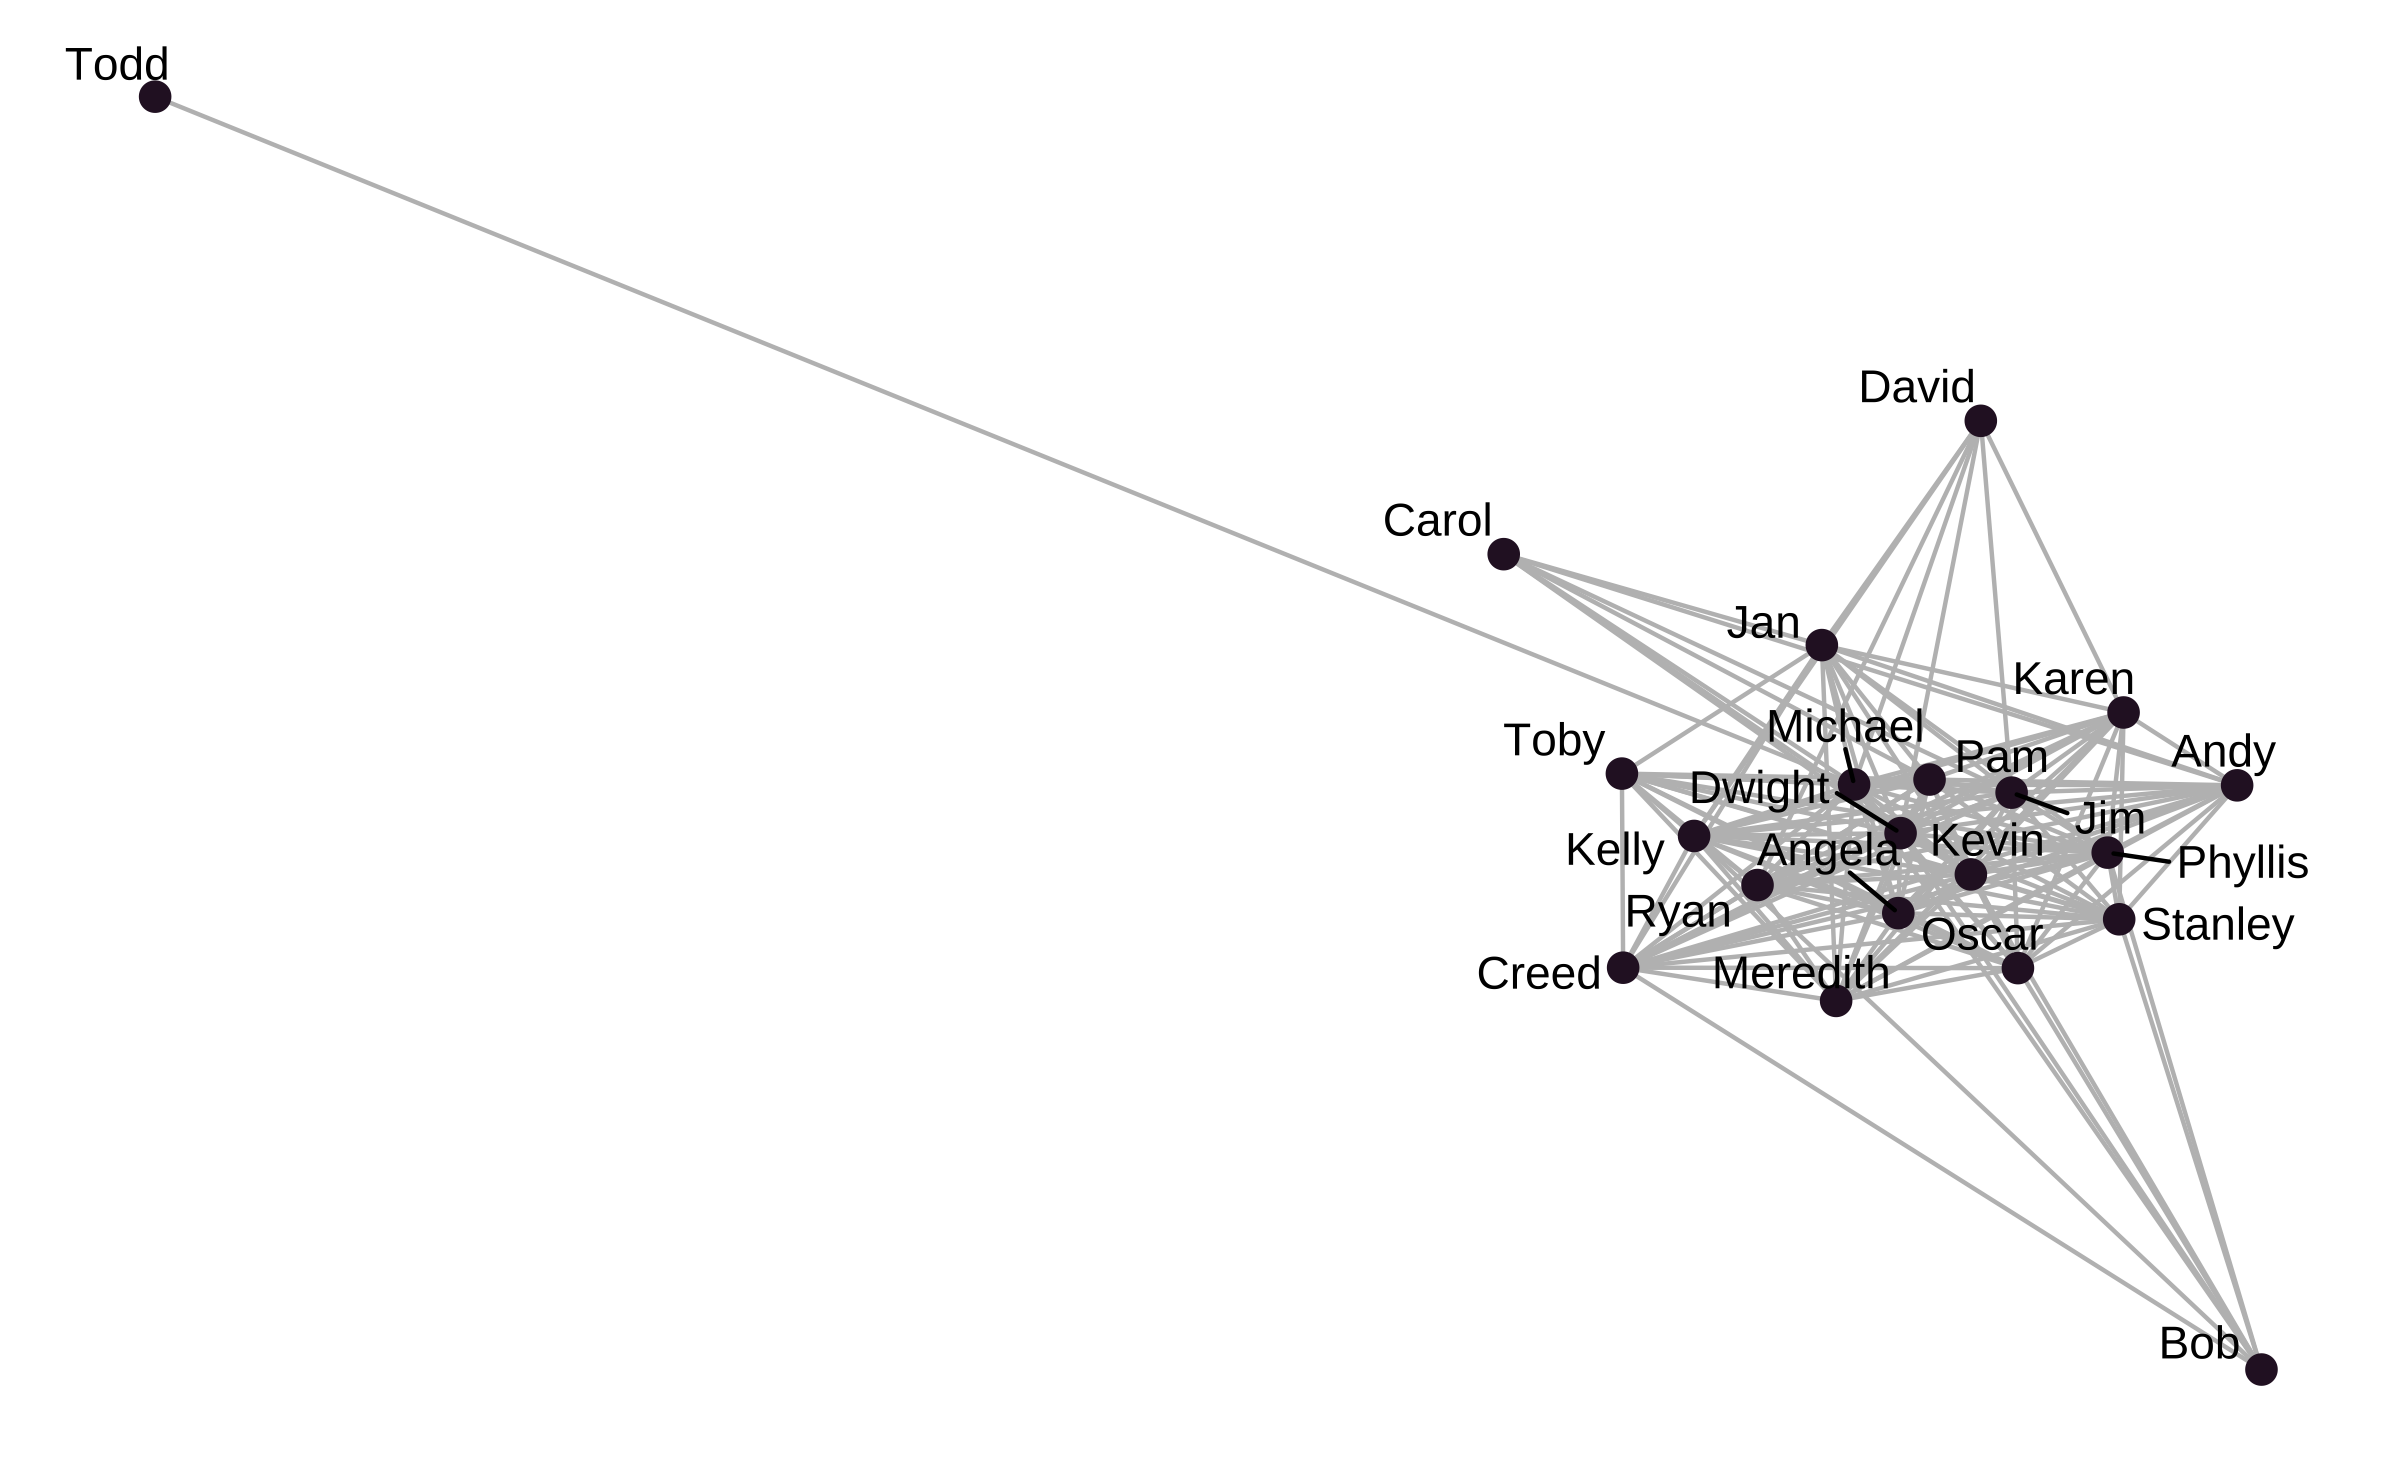 Todd
David
Carol
Jan
Karen
Michael
Toby
Pam
Andy
Dwight
Jim
Kelly
Angela
Kevin
Phyllis
Ryan
Stanley
Oscar
Creed
Meredith
Bob